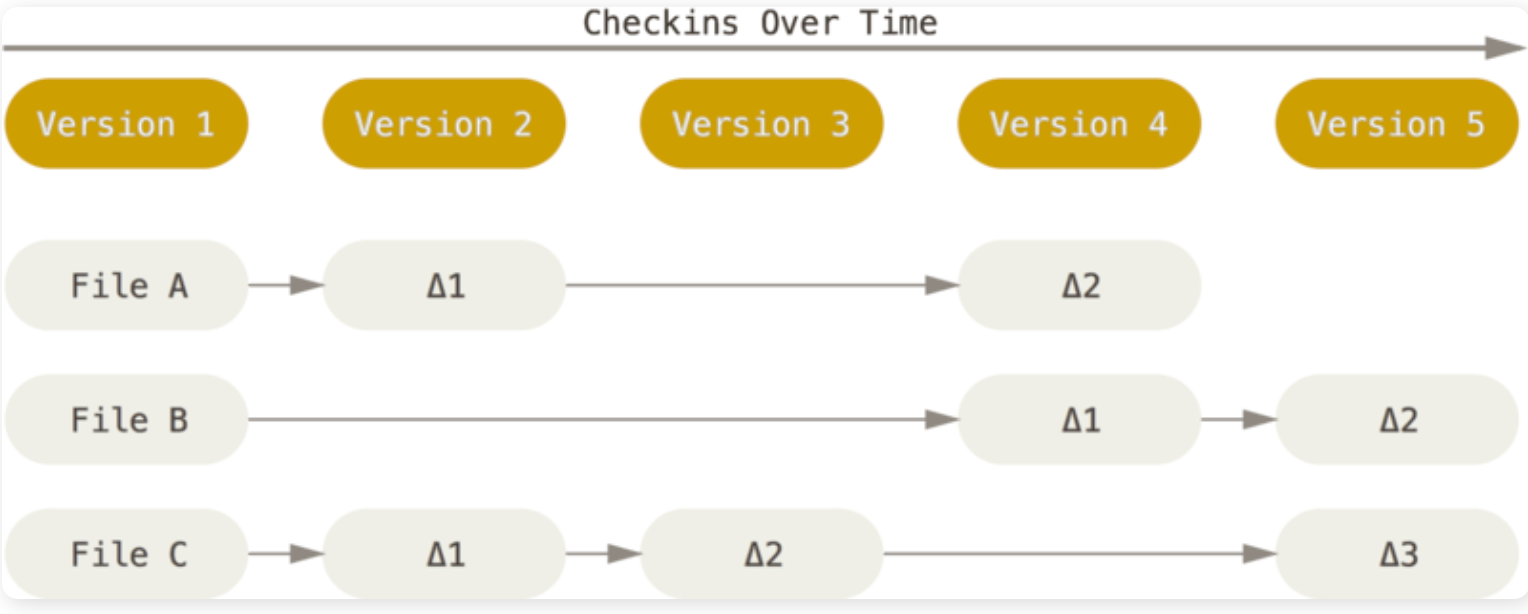 Checkins Over Time
Version 1 Version 2 Version 3 Version 4 Version 5
File A Δ1 Δ2
File B Δ1 Δ2
File C Δ1 Δ2 Δ3